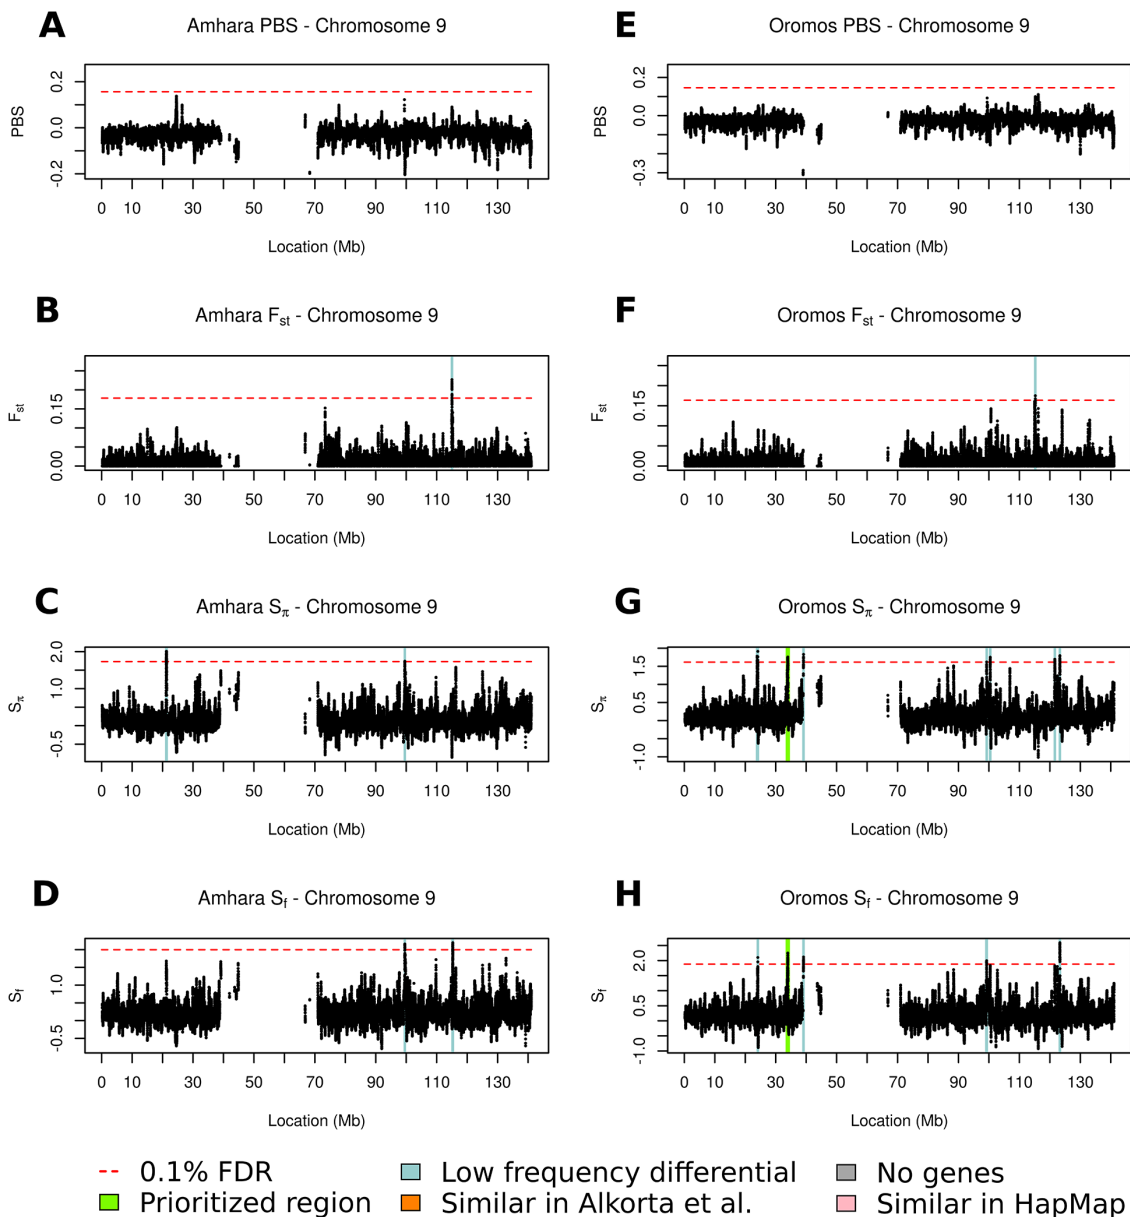 A
Amhara PBS - Chromosome 9
PBS
0.2
0.0
-0.2
0 10 30 50 70 90 110 130
Location (Mb)
E
Oromos PBS - Chromosome 9
PBS
0.2
0.0
-0.3
0 10 30 50 70 90 110 130
Location (Mb)
B
Amhara Fst - Chromosome 9
Fst
0.15
0.00
0 10 30 50 70 90 110 130
Location (Mb)
F
Oromos Fst - Chromosome 9
Fst
0.15
0.00
0 10 30 50 70 90 110 130
Location (Mb)
C
Amhara Sπ - Chromosome 9
Sπ
2.0
1.0
-0.5
0 10 30 50 70 90 110 130
Location (Mb)
G
Oromos Sπ - Chromosome 9
Sπ
1.5
0.5
-1.0
0 10 30 50 70 90 110 130
Location (Mb)
D
Amhara Sf - Chromosome 9
Sf
1.0
-0.5
0 10 30 50 70 90 110 130
Location (Mb)
H
Oromos Sf - Chromosome 9
Sf
2.0
0.5
-1.0
0 10 30 50 70 90 110 130
Location (Mb)
0.1% FDR
Low frequency differential
No genes
Prioritized region
Similar in Alkorta et al.
Similar in HapMap